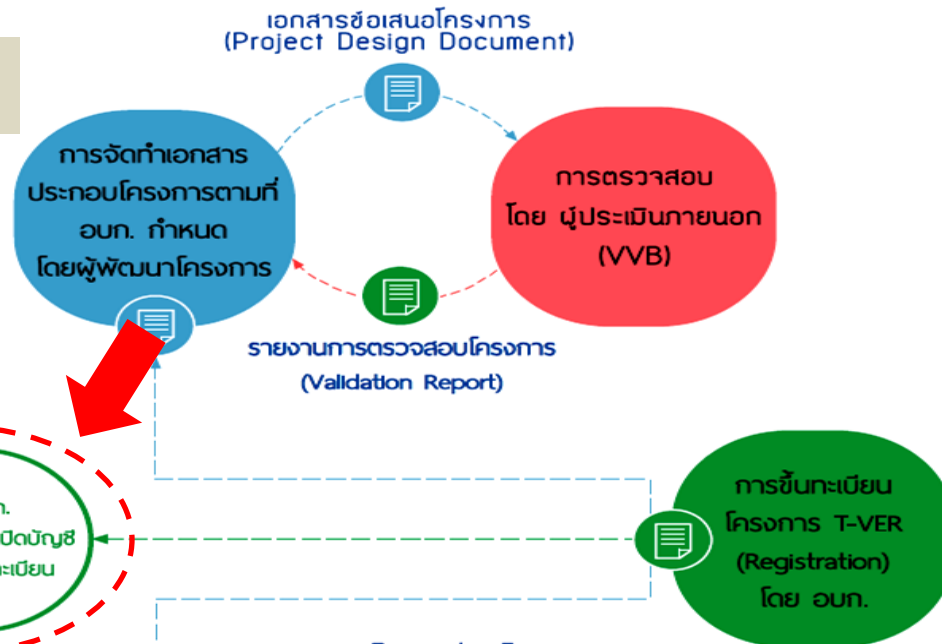 เอกสารข้อเสนอโครงการ
(Project Design Document)
การจัดทำเอกสาร
ประกอบโครงการตามที่
อบก. กำหนด
โดยผู้พัฒนาโครงการ
การตรวจสอบ
โดย ผู้ประเมินภายนอก
(VVB)
รายงานการตรวจสอบโครงการ
(Validation Report)
การขึ้นทะเบียน
โครงการ T-VER
(Registration)
โดย อบก.
ปิดบัญชี